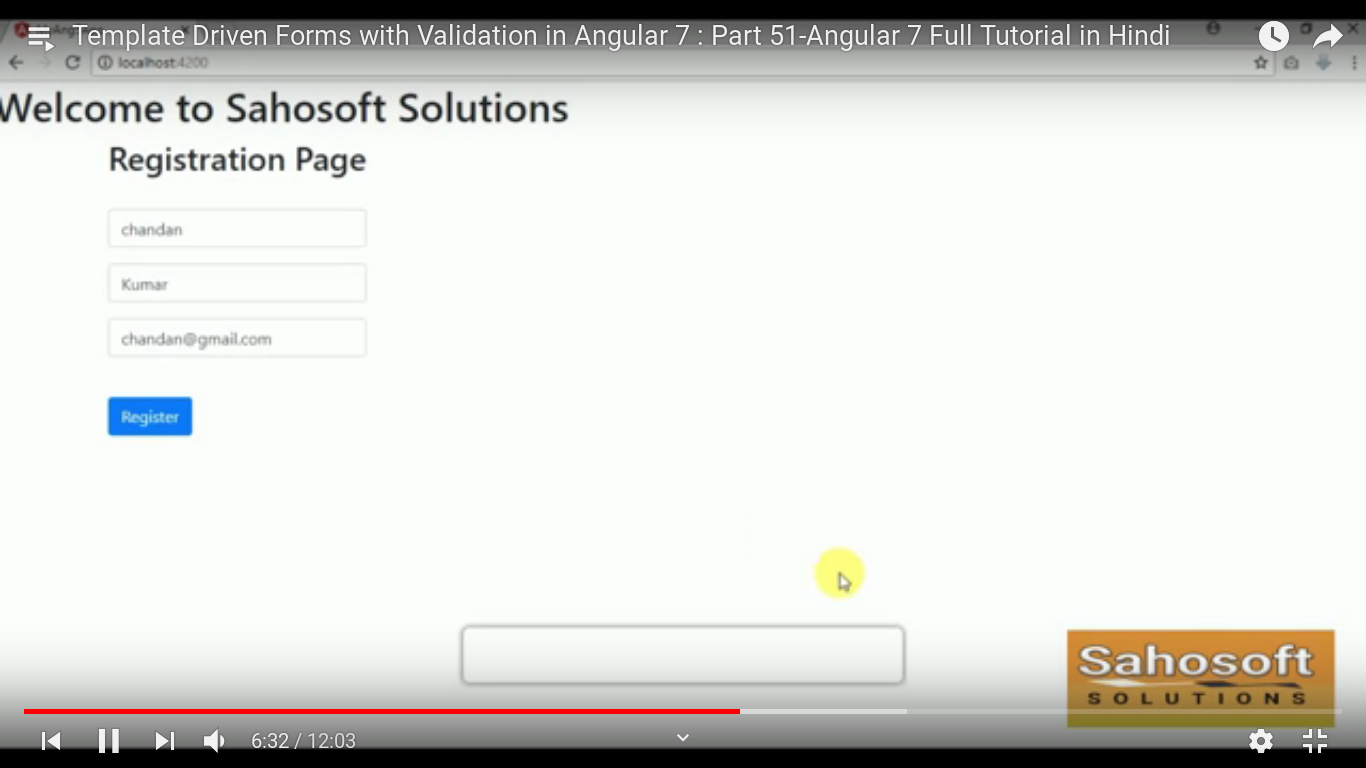 Template Driven Forms with Validation in Angular 7 : Part 51-Angular 7 Full Tutorial in Hindi
localhost:4200
Welcome to Sahosoft Solutions
Registration Page
chandan
Kumar
chandan@gmail.com
Register
Sahosoft
SOLUTIONS
6:32 / 12:03